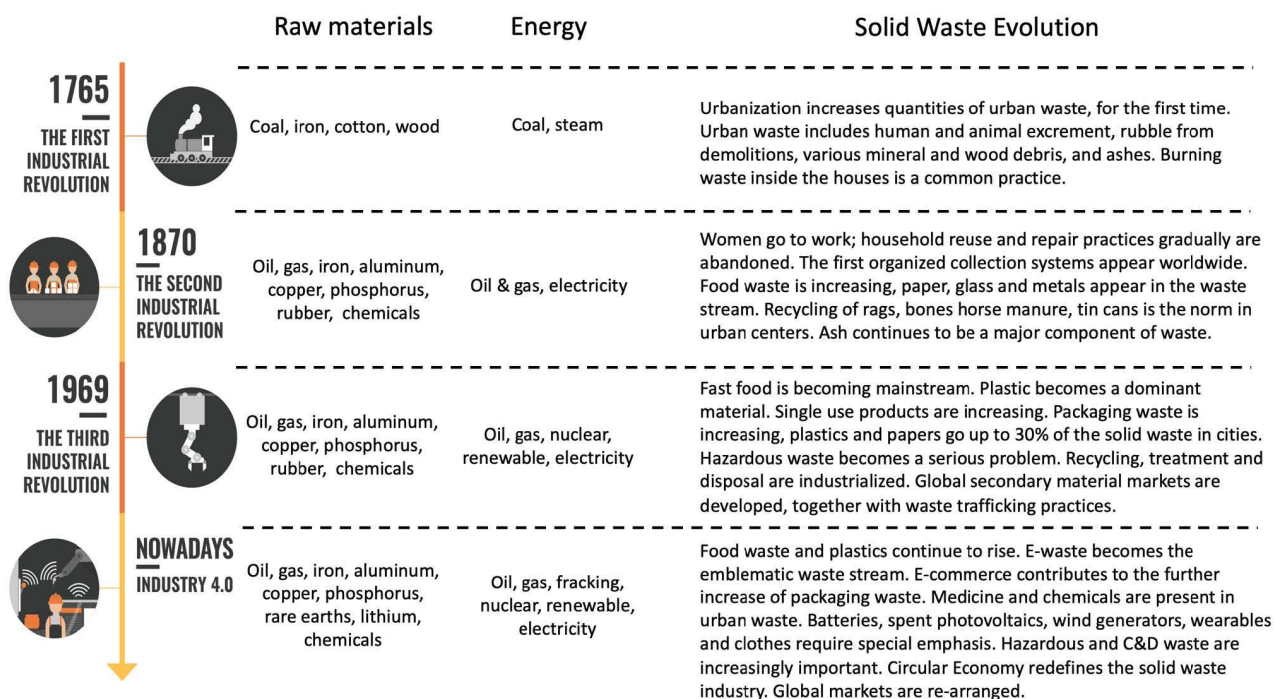 Raw materials
Energy
Solid Waste Evolution
1765
THE FIRST
INDUSTRIAL
REVOLUTION
Coal, iron, cotton, wood
Coal, steam
Urbanization increases quantities of urban waste, for the first time.
Urban waste includes human and animal excrement, rubble from
demolitions, various mineral and wood debris, and ashes. Burning
waste inside the houses is a common practice.
1870
THE SECOND
INDUSTRIAL
REVOLUTION
Oil, gas, iron, aluminum,
copper, phosphorus,
rubber, chemicals
Oil & gas, electricity
Women go to work; household reuse and repair practices gradually are
abandoned. The first organized collection systems appear worldwide.
Food waste is increasing, paper, glass and metals appear in the waste
stream. Recycling of rags, bones horse manure, tin cans is the norm in
urban centers. Ash continues to be a major component of waste.
1969
THE THIRD
INDUSTRIAL
REVOLUTION
Oil, gas, iron, aluminum,
copper, phosphorus,
rubber, chemicals
Oil, gas, nuclear,
renewable, electricity
Fast food is becoming mainstream. Plastic becomes a dominant
material. Single use products are increasing. Packaging waste is
increasing, plastics and papers go up to 30% of the solid waste in cities.
Hazardous waste becomes a serious problem. Recycling, treatment and
disposal are industrialized. Global secondary material markets are
developed, together with waste trafficking practices.
NOWADAYS
INDUSTRY 4.0
Oil, gas, iron, aluminum,
copper, phosphorus,
rare earths, lithium,
chemicals
Oil, gas, fracking,
nuclear, renewable,
electricity
Food waste and plastics continue to rise. E-waste becomes the
emblematic waste stream. E-commerce contributes to the further
increase of packaging waste. Medicine and chemicals are present in
urban waste. Batteries, spent photovoltaics, wind generators, wearables
and clothes require special emphasis. Hazardous and C&D waste are
increasingly important. Circular Economy redefines the solid waste
industry. Global markets are re-arranged.